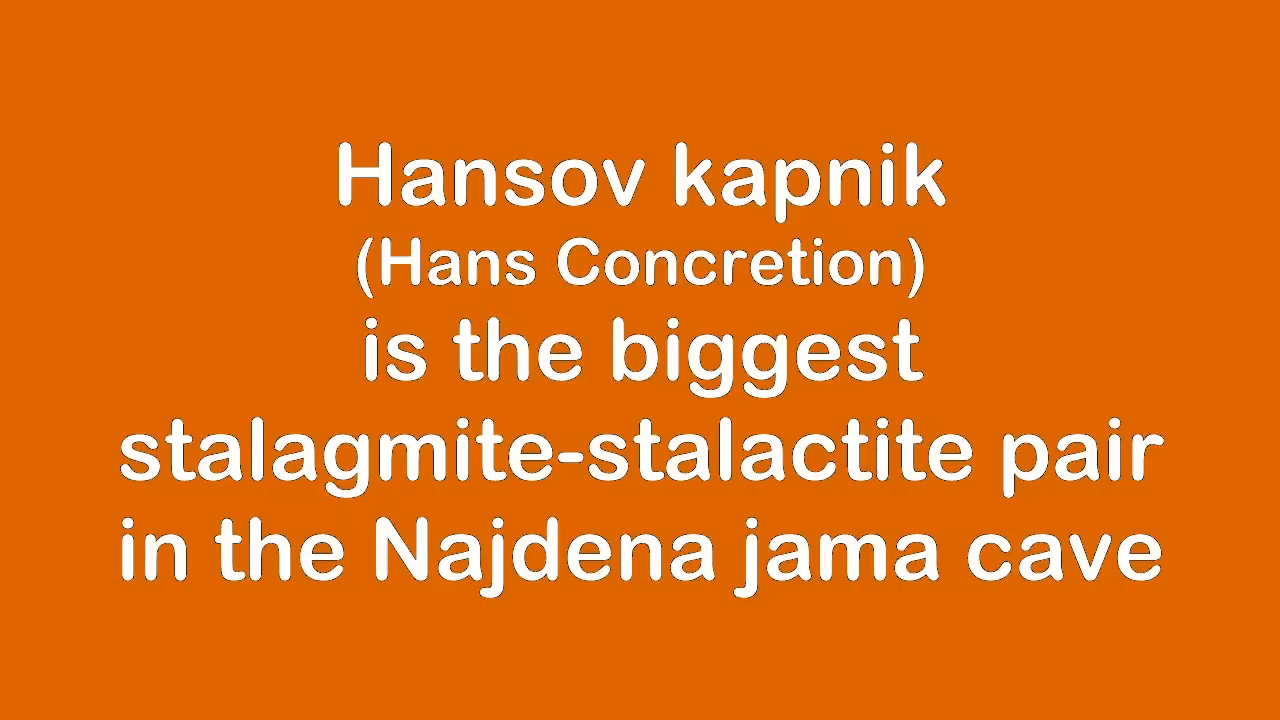 Hansov kapnik
(Hans Concretion)
is the biggest
stalagmite-stalactite pair
in the Najdena jama cave